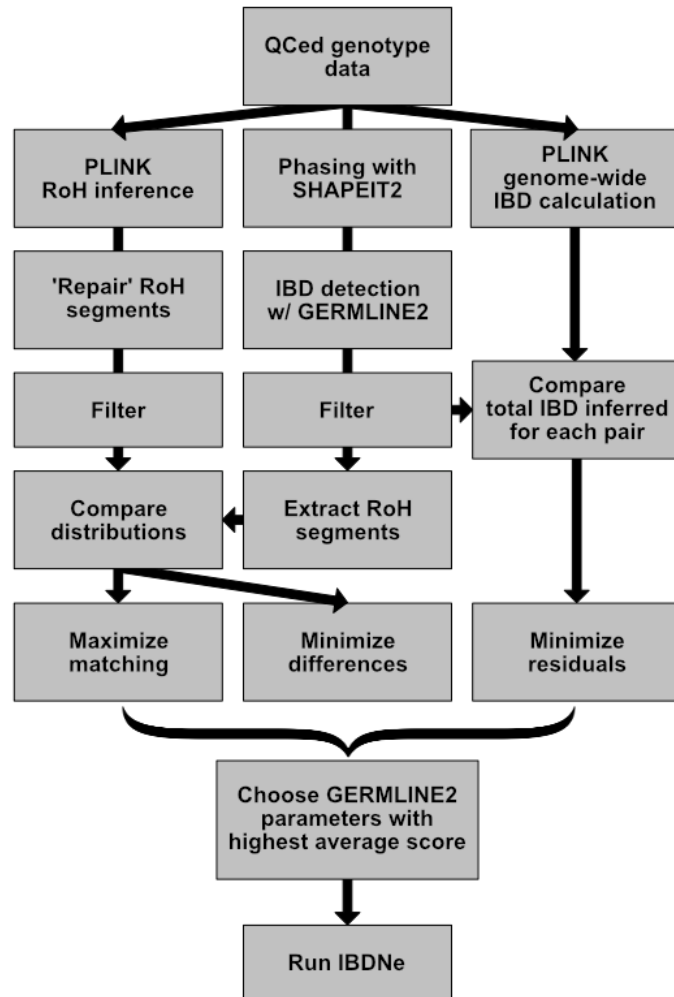 QCed genotype
data
PLINK
RoH inference
Phasing with
SHAPEIT2
PLINK
genome-wide
IBD calculation
'Repair' RoH
segments
IBD detection
w/ GERMLINE2
Filter
Filter
Compare
total IBD inferred
for each pair
Compare
distributions
Extract RoH
segments
Maximize
matching
Minimize
differences
Minimize
residuals
Choose GERMLINE2
parameters with
highest average score
Run IBDNe